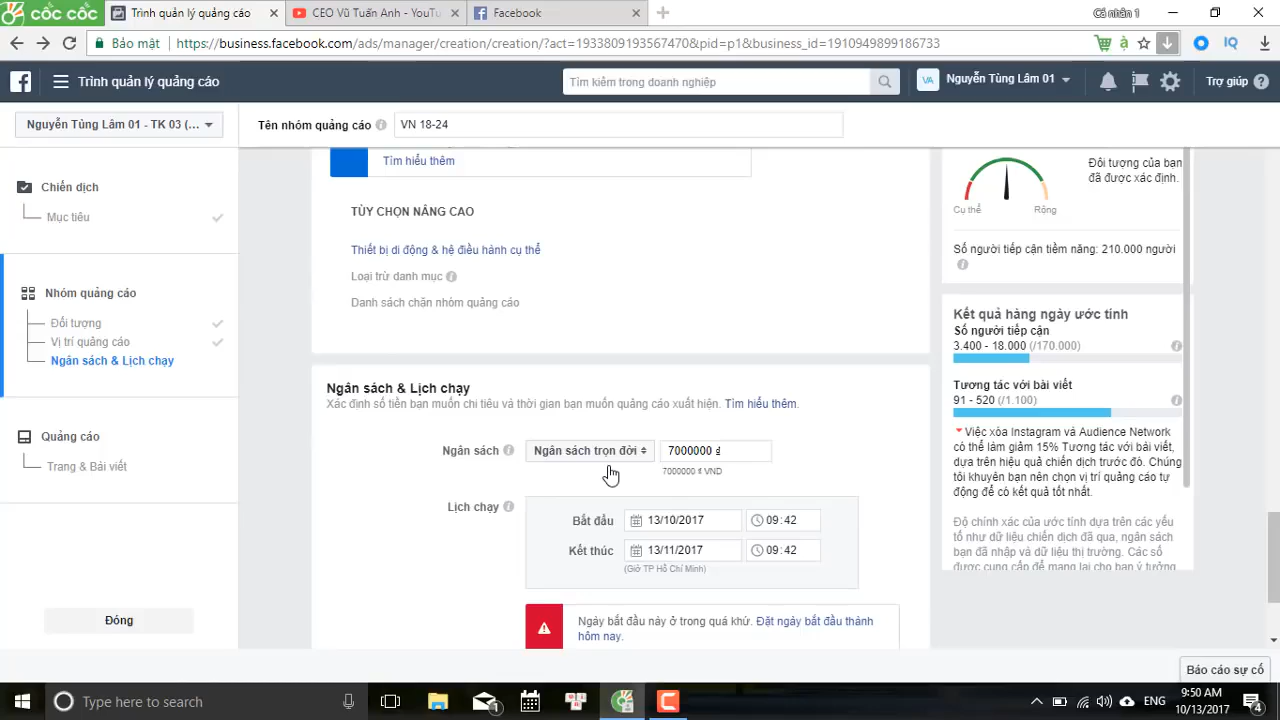 cốc cốc
Trình quản lý quảng cáo
CEO Vũ Tuấn Anh - YouTu
Facebook
Cá nhân 1
Bảo mật
https://business.facebook.com/ads/manager/creation/creation/?act=1933809193567470&pid=p1&business_id=1910949899186733
Trình quản lý quảng cáo
Tìm kiếm trong doanh nghiệp
VA
Nguyễn Tùng Lâm 01
Trợ giúp
Nguyễn Tùng Lâm 01 - TK 03 (...
Tên nhóm quảng cáo
VN 18-24
Chiến dịch
Mục tiêu
Nhóm quảng cáo
Đối tượng
Vị trí quảng cáo
Ngân sách & Lịch chạy
Quảng cáo
Trang & Bài viết
Đóng
Tìm hiểu thêm
TÙY CHỌN NÂNG CAO
Thiết bị di động & hệ điều hành cụ thể
Loại trừ danh mục
Danh sách chặn nhóm quảng cáo
Ngân sách & Lịch chạy
Xác định số tiền bạn muốn chi tiêu và thời gian bạn muốn quảng cáo xuất hiện. Tìm hiểu thêm.
Ngân sách
Ngân sách trọn đời
7000000 ₫
7000000 ₫ VND
Lịch chạy
Bắt đầu
13/10/2017
09:42
Kết thúc
13/11/2017
09:42
(Giờ TP Hồ Chí Minh)
Ngày bắt đầu này ở trong quá khứ. Đặt ngày bắt đầu thành
hôm nay.
Đối tượng của bạn
đã được xác định.
Cụ thể
Rộng
Số người tiếp cận tiềm năng: 210.000 người
Kết quả hàng ngày ước tính
Số người tiếp cận
3.400 - 18.000 (/170.000)
Tương tác với bài viết
91 - 520 (/1.100)
Việc xóa Instagram và Audience Network
có thể làm giảm 15% Tương tác với bài viết,
dựa trên hiệu quả chiến dịch trước đó. Chúng
tôi khuyên bạn nên chọn vị trí quảng cáo tự
động để có kết quả tốt nhất.
Độ chính xác của ước tính dựa trên các yếu
tố như dữ liệu chiến dịch đã qua, ngân sách
bạn đã nhập và dữ liệu thị trường. Các số
được cung cấp để mang lại cho bạn ý tưởng
Báo cáo sự cố
Type here to search
ENG
9:50 AM
10/13/2017